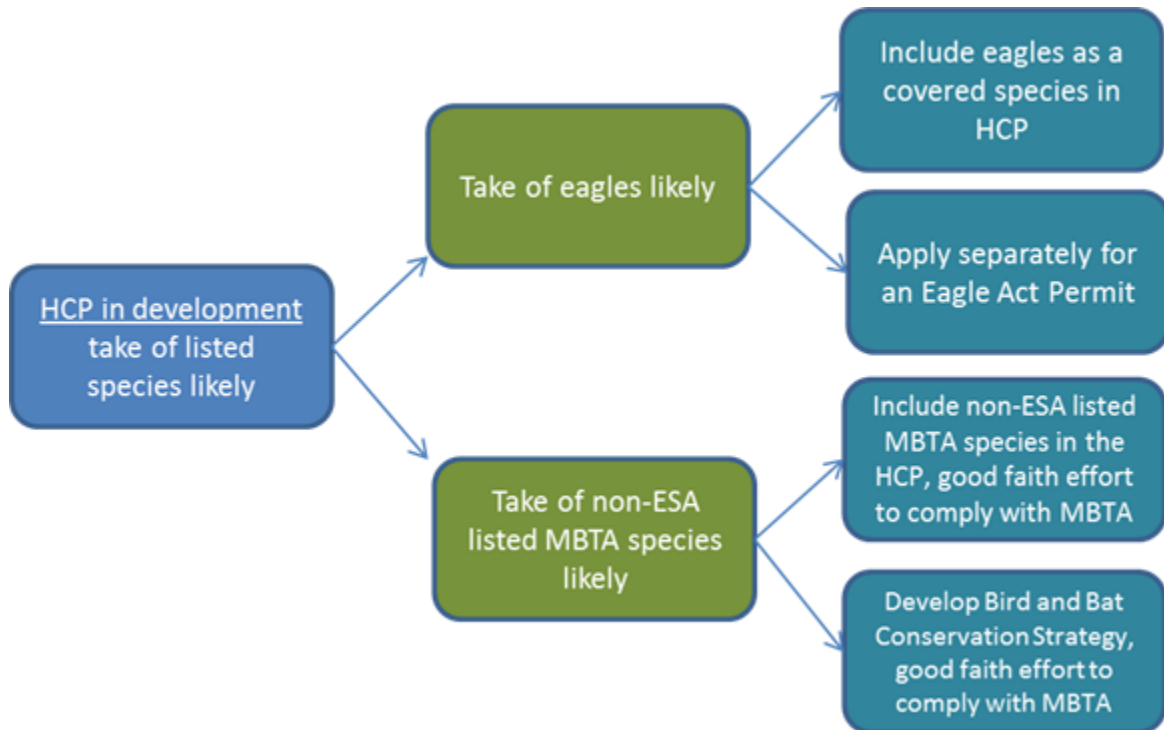 HCP in development
take of listed
species likely
Take of eagles likely
Take of non-ESA
listed MBTA species
likely
Include eagles as a
covered species in
HCP
Apply separately for
an Eagle Act Permit
Include non-ESA listed
MBTA species in the
HCP, good faith effort
to comply with MBTA
Develop Bird and Bat
Conservation Strategy,
good faith effort to
comply with MBTA